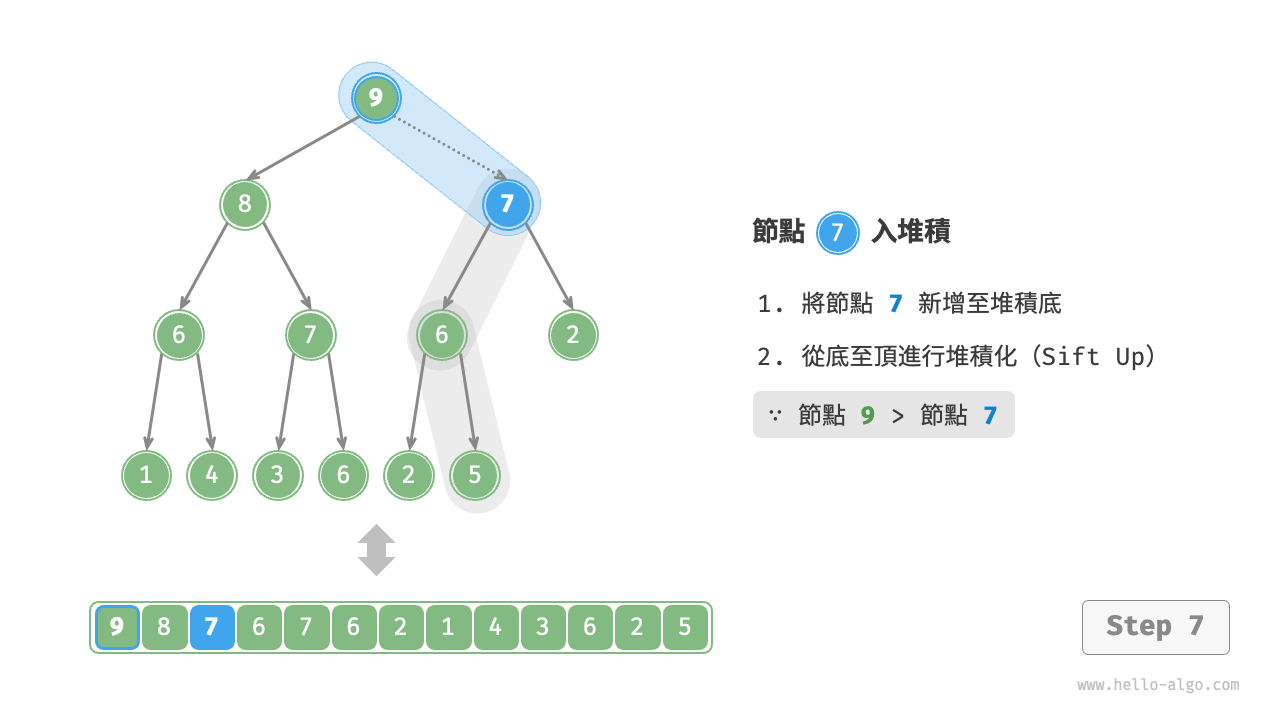 9
8 7
6 7 6 2
1 4 3 6 2 5
9 8 7 6 7 6 2 1 4 3 6 2 5
節點 7 入堆積
1. 將節點 7 新增至堆積底
2. 從底至頂進行堆積化（Sift Up）
∵ 節點 9 > 節點 7
Step 7
www.hello-algo.com